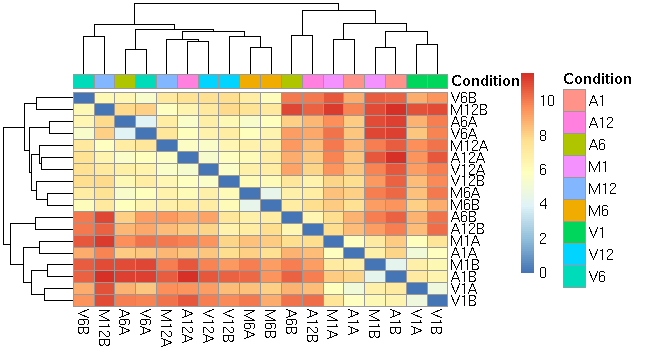 Condition
V6B
M12B
A6A
V6A
M12A
A12A
V12A
V12B
M6A
M6B
A6B
A12B
M1A
A1A
M1B
A1B
V1A
V1B
V6B
M12B
A6A
V6A
M12A
A12A
V12A
V12B
M6A
M6B
A6B
A12B
M1A
A1A
M1B
A1B
V1A
V1B
10
8
6
4
2
0
Condition
A1
A12
A6
M1
M12
M6
V1
V12
V6